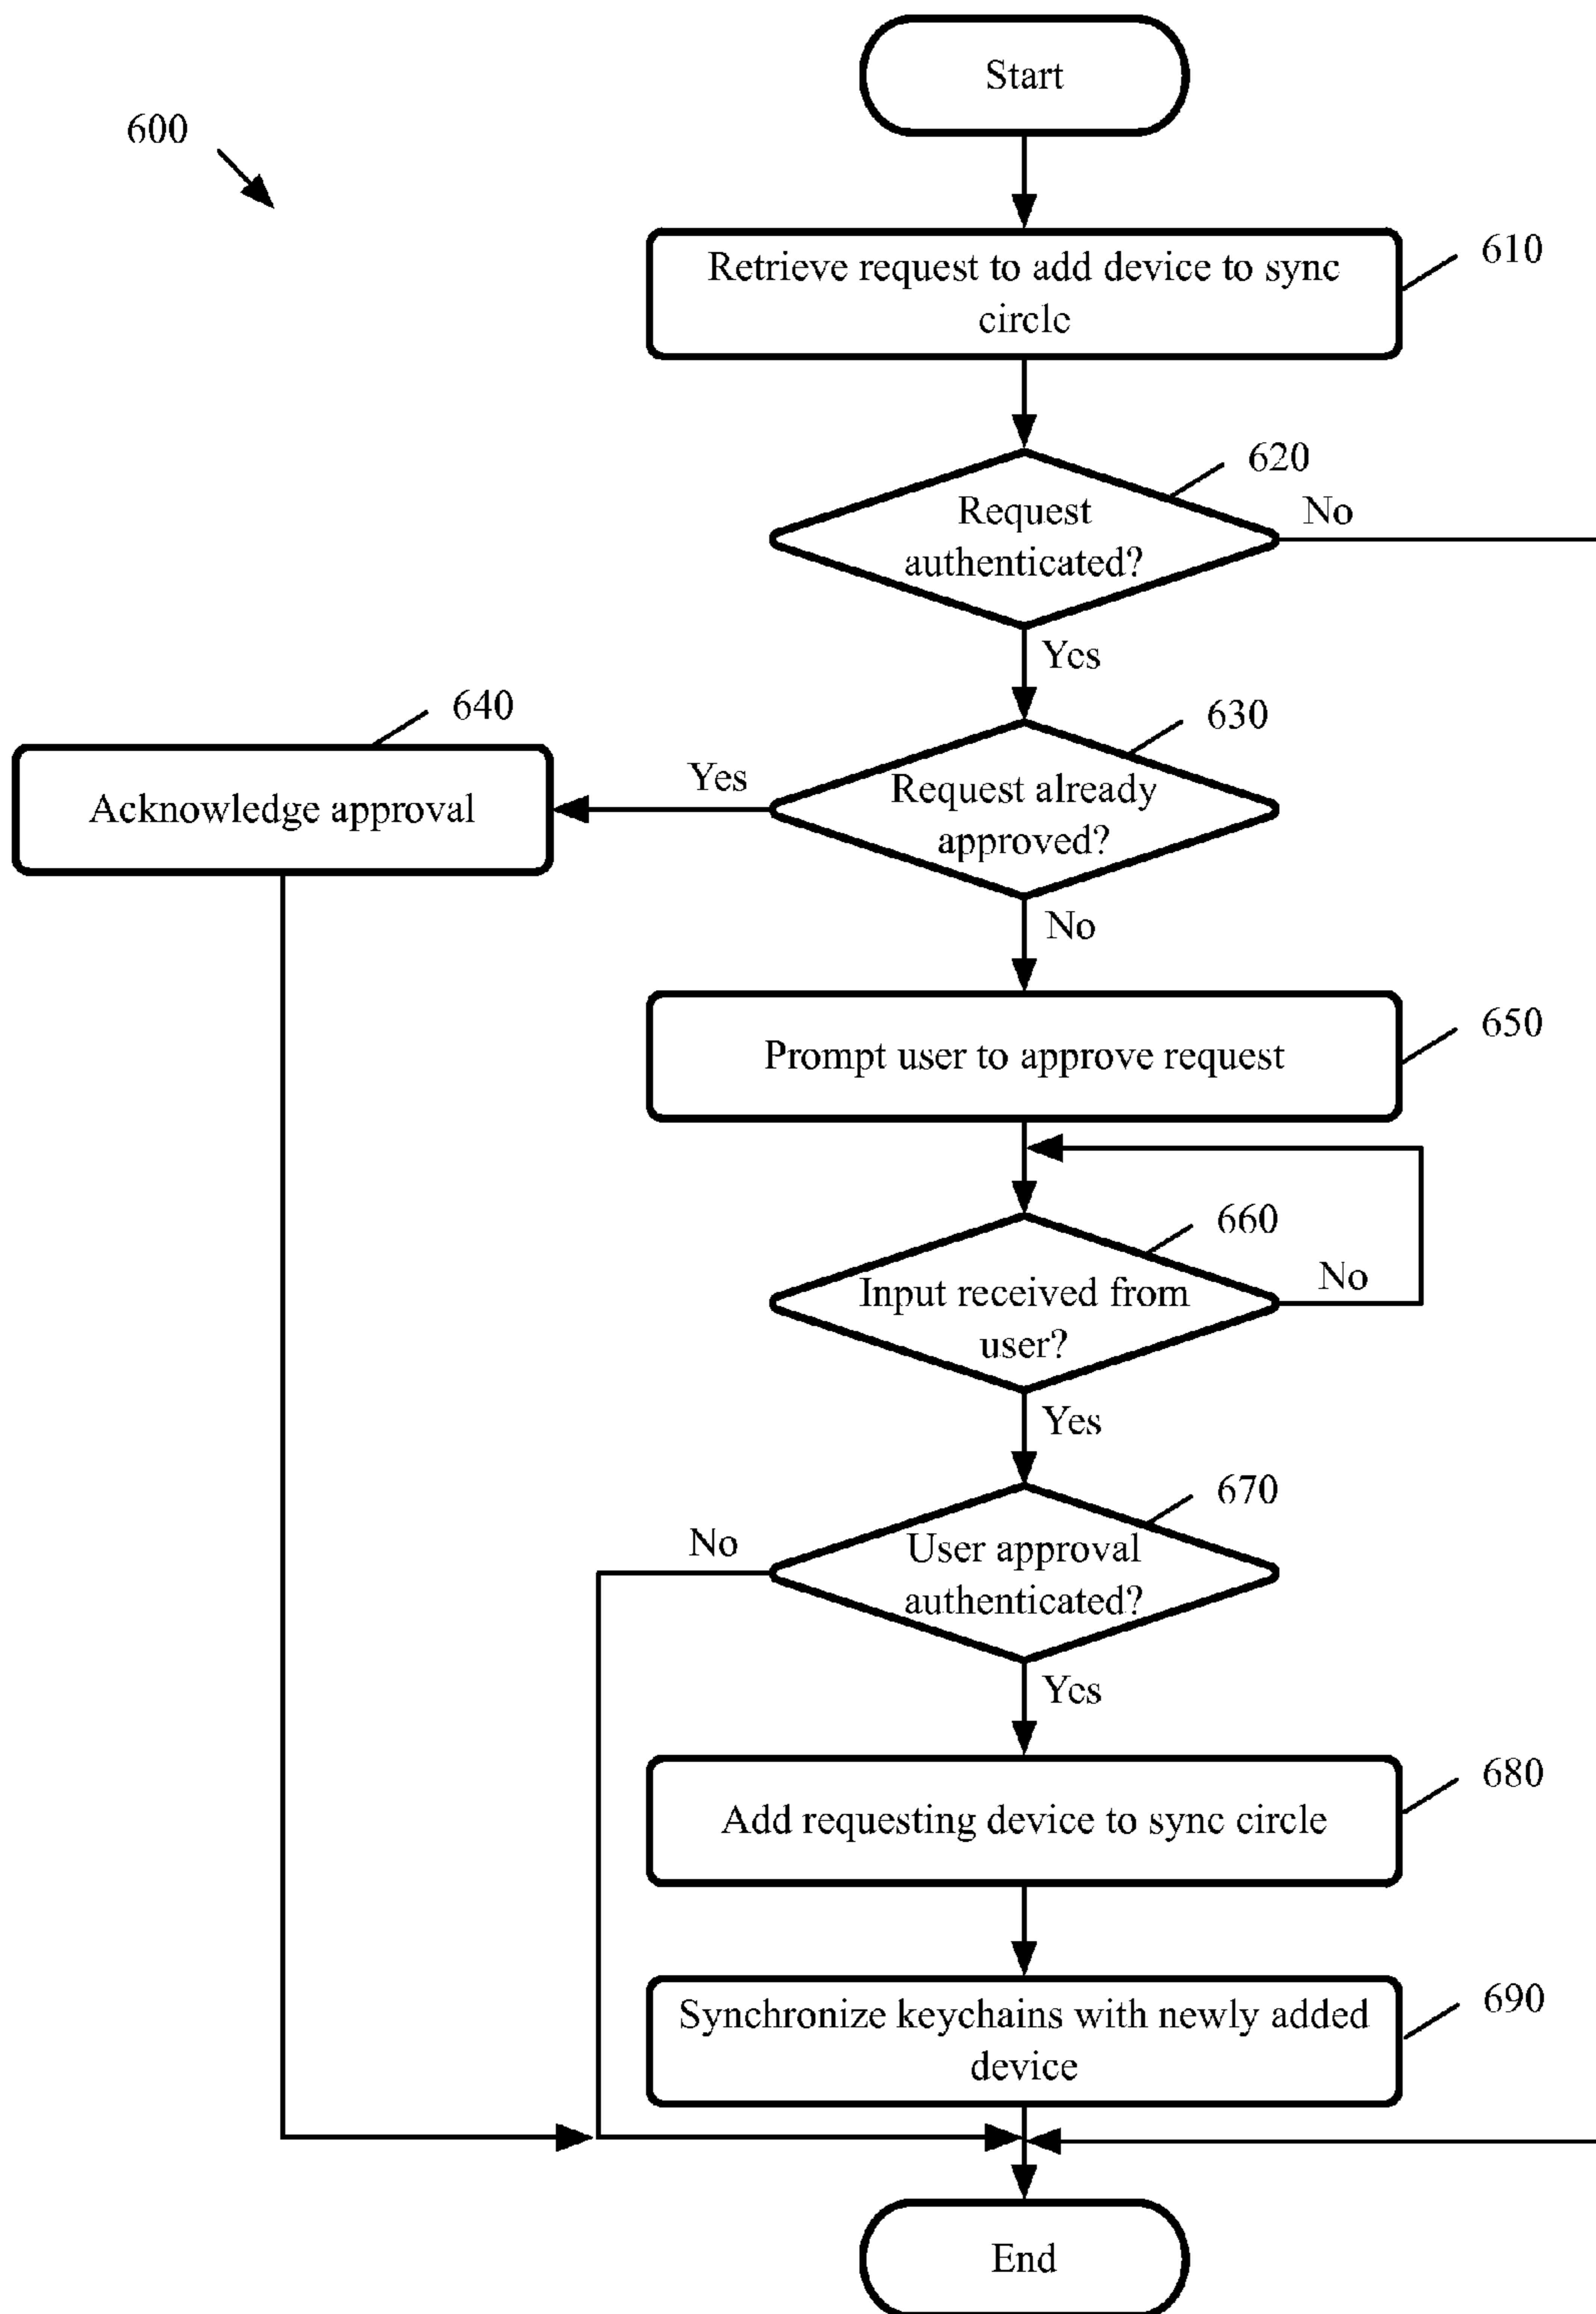 Start
600
Retrieve request to add device to sync
circle
610
620
Request
authenticated?
No
Yes
640
630
Acknowledge approval
Yes
Request already
approved?
No
650
Prompt user to approve request
660
Input received from
user?
No
Yes
670
No
User approval
authenticated?
Yes
680
Add requesting device to sync circle
690
Synchronize keychains with newly added
device
End